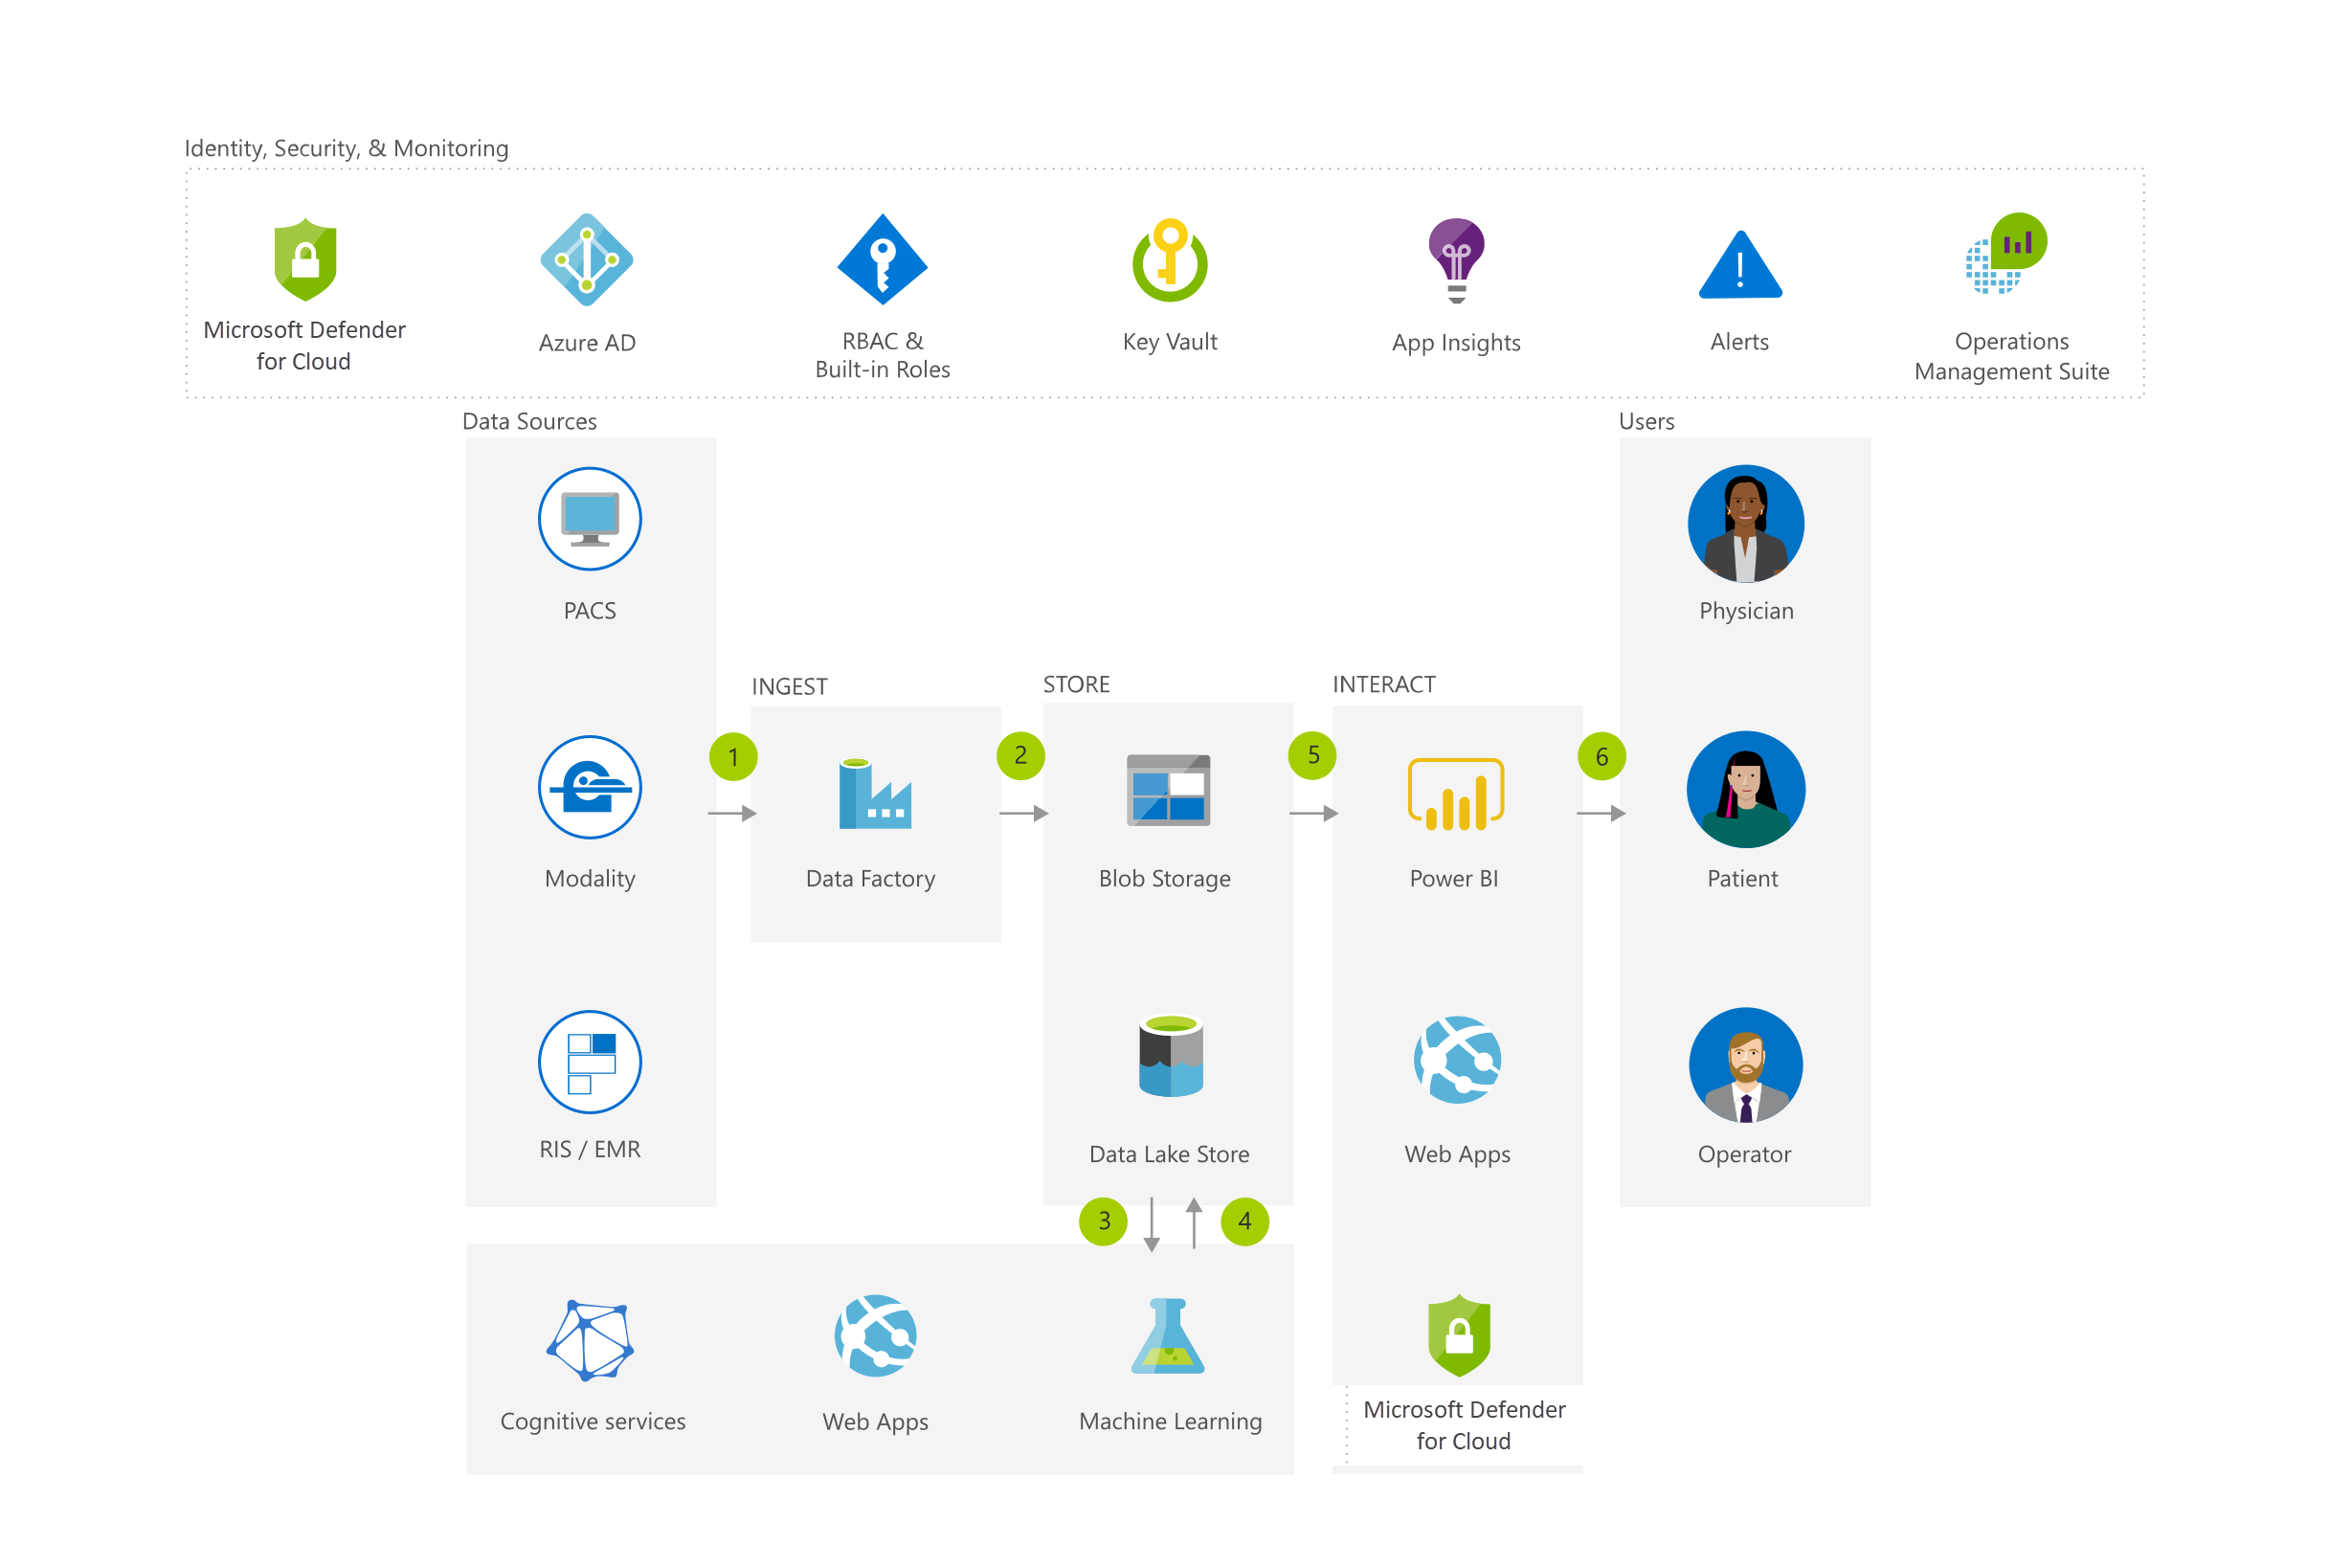 Identity, Security, & Monitoring
Microsoft Defender
for Cloud
Azure AD
RBAC &
Built-in Roles
Key Vault
App Insights
Alerts
Operations
Management Suite
Data Sources
PACS
Modality
RIS / EMR
1
INGEST
Data Factory
2
STORE
Blob Storage
Data Lake Store
3
4
Cognitive services
Web Apps
Machine Learning
5
INTERACT
Power BI
Web Apps
Microsoft Defender
for Cloud
6
Users
Physician
Patient
Operator